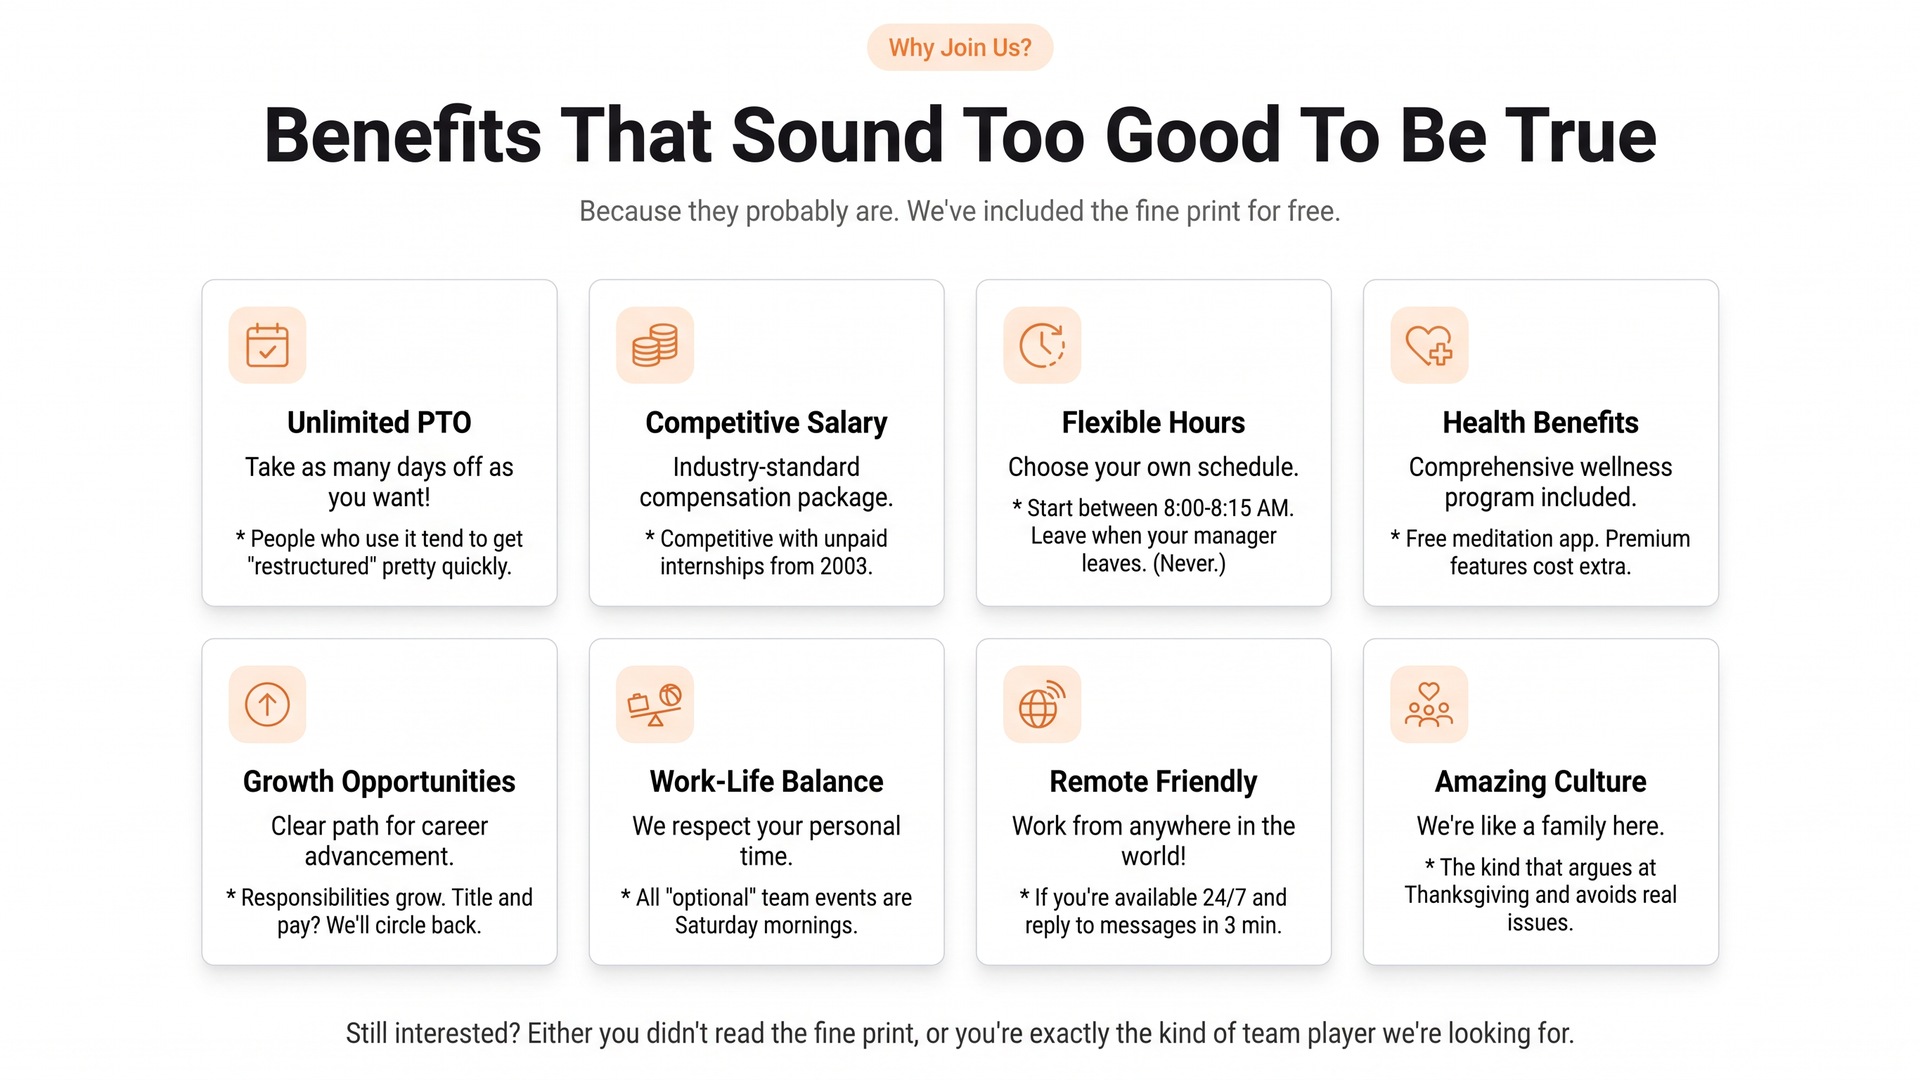 Why Join Us?
Benefits That Sound Too Good To Be True
Because they probably are. We've included the fine print for free.
Unlimited PTO
Take as many days off as
you want!
* People who use it tend to get
"restructured" pretty quickly.
Competitive Salary
Industry-standard
compensation package.
* Competitive with unpaid
internships from 2003.
Flexible Hours
Choose your own schedule.
* Start between 8:00-8:15 AM.
Leave when your manager
leaves. (Never.)
Health Benefits
Comprehensive wellness
program included.
* Free meditation app. Premium
features cost extra.
Growth Opportunities
Clear path for career
advancement.
* Responsibilities grow. Title and
pay? We'll circle back.
Work-Life Balance
We respect your personal
time.
* All "optional" team events are
Saturday mornings.
Remote Friendly
Work from anywhere in the
world!
* If you're available 24/7 and
reply to messages in 3 min.
Amazing Culture
We're like a family here.
* The kind that argues at
Thanksgiving and avoids real
issues.
Still interested? Either you didn't read the fine print, or you're exactly the kind of team player we're looking for.